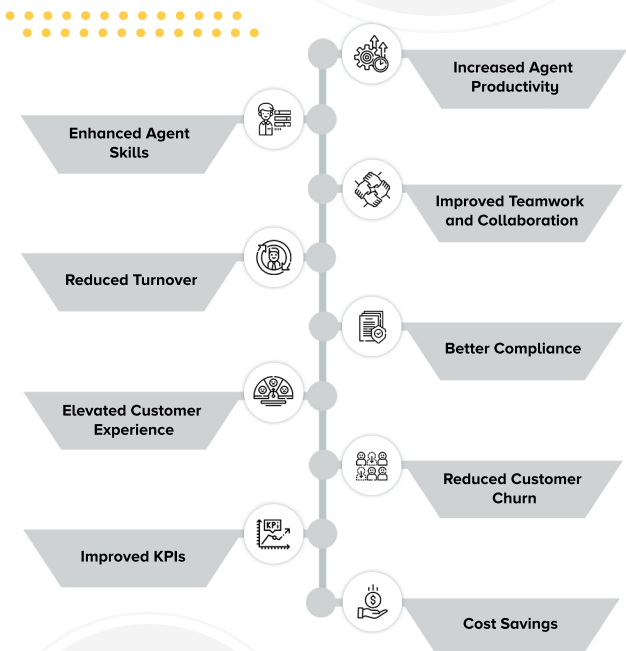 Increased Agent
Productivity
Enhanced Agent
Skills
Improved Teamwork
and Collaboration
Reduced Turnover
Better Compliance
Elevated Customer
Experience
Reduced Customer
Churn
KPi
Improved KPIs
Cost Savings